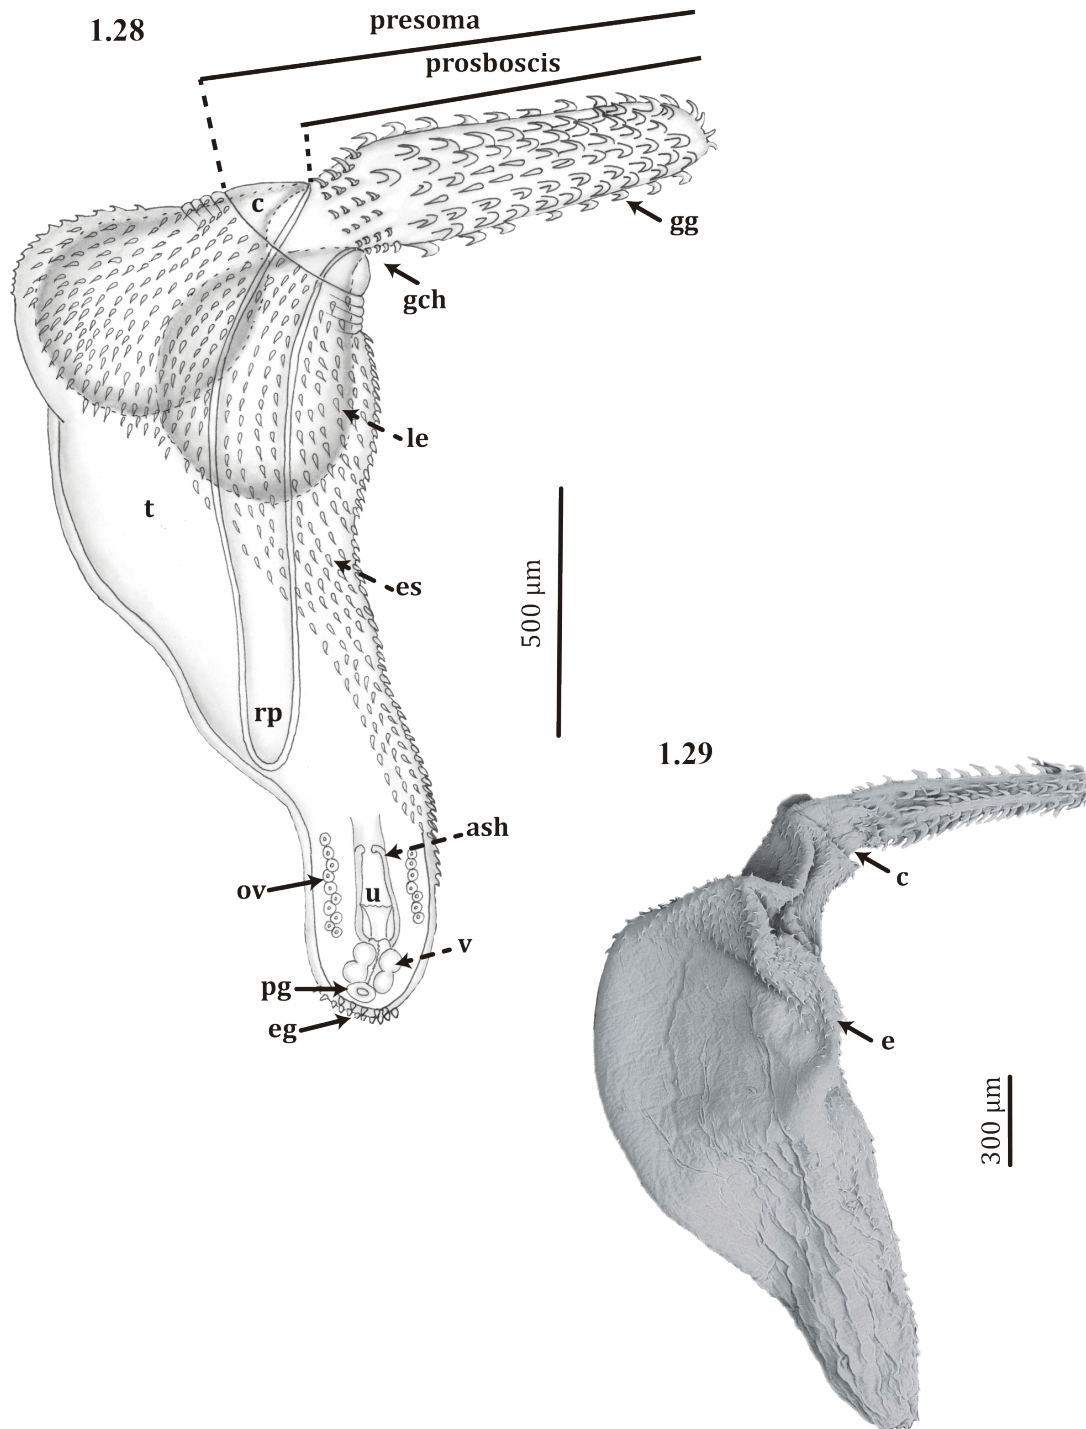 1.28
presoma
prosboscis
c
gg
gch
le
t
es
500 µm
rp
1.29
ash
c
ov
u
v
pg
eg
e
300 µm